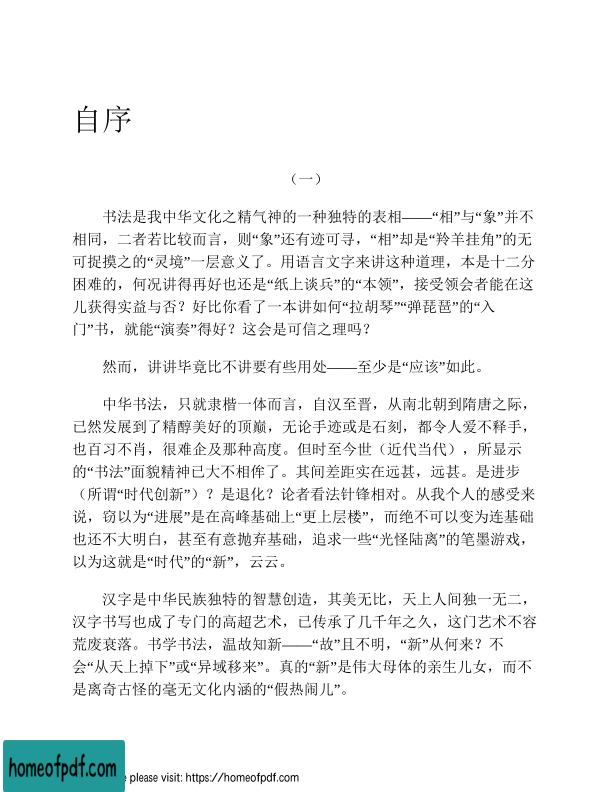 自序
（一）
书法是我中华文化之精气神的一种独特的表相——“相”与“象”并不
相同，二者若比较而言，则“象”还有迹可寻，“相”却是“羚羊挂角”的无
可捉摸之的“灵境”一层意义了。用语言文字来讲这种道理，本是十二分
困难的，何况讲得再好也还是“纸上谈兵”的“本领”，接受领会者能在这
儿获得实益与否？好比你看了一本讲如何“拉胡琴”“弹琵琶”的“入
门”书，就能“演奏”得好？这会是可信之理吗？
然而，讲讲毕竟比不讲要有些用处——至少是“应该”如此。
中华书法，只就隶楷一体而言，自汉至晋，从南北朝到隋唐之际，
已然发展到了精醇美好的顶巅，无论手迹或是石刻，都令人爱不释手，
也百习不肖，很难企及那种高度。但时至今世（近代当代），所显示
的“书法”面貌精神已大不相侔了。其间差距实在远甚，远甚。是进步
（所谓“时代创新”）？是退化？论者看法针锋相对。从我个人的感受来
说，窃以为“进展”是在高峰基础上“更上层楼”，而绝不可以变为连基础
也还不大明白，甚至有意抛弃基础，追求一些“光怪陆离”的笔墨游戏，
以为这就是“时代”的“新”，云云。
汉字是中华民族独特的智慧创造，其美无比，天上人间独一无二，
汉字书写也成了专门的高超艺术，已传承了几千年之久，这门艺术不容
荒废衰落。书学书法，温故知新——“故”且不明，“新”从何来？不
会“从天上掉下”或“异域移来”。真的“新”是伟大母体的亲生儿女，而不
是离奇古怪的毫无文化内涵的“假热闹儿”。
homeofpdf.com
e please visit: https://homeofpdf.com